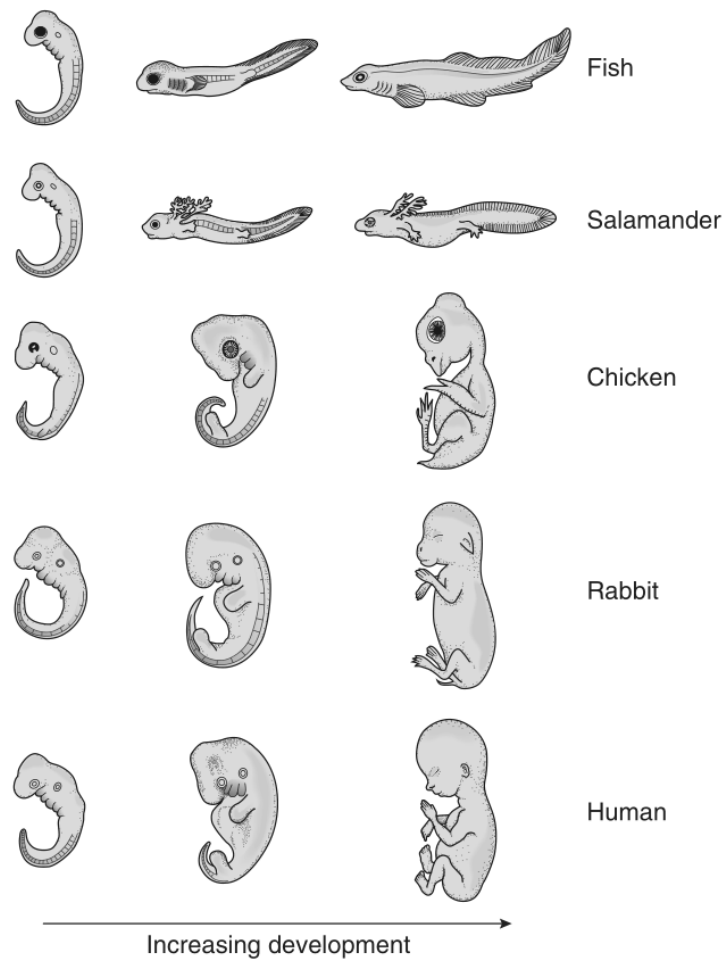 Fish
Salamander
Chicken
Rabbit
Human
Increasing development